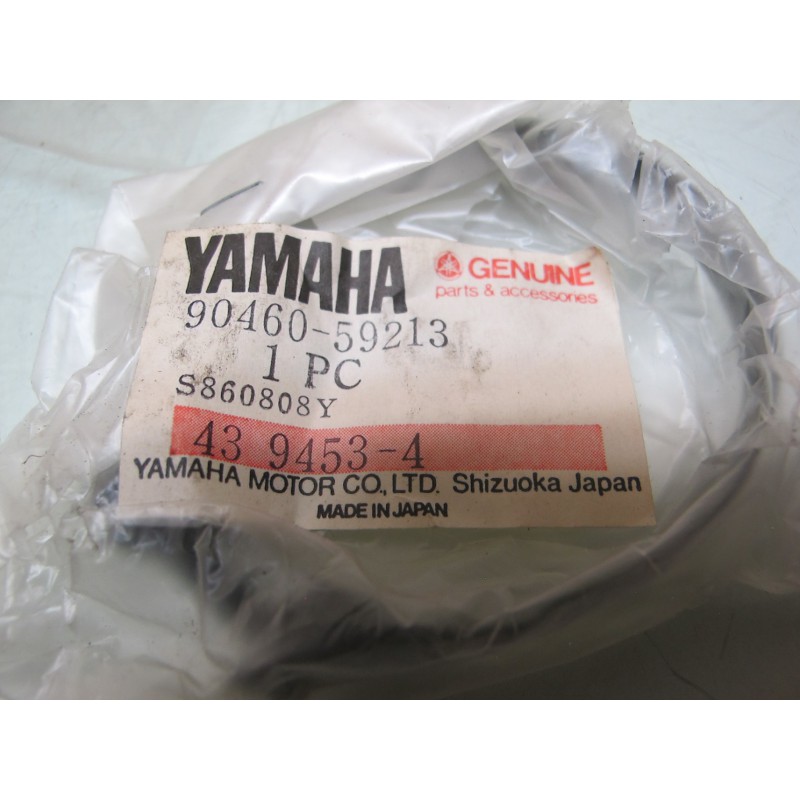 YAMAHA GENUINE
parts & accessories
90460-59213
1 PC
S860808Y
43 9453-4
YAMAHA MOTOR CO., LTD. Shizuoka Japan
MADE IN JAPAN